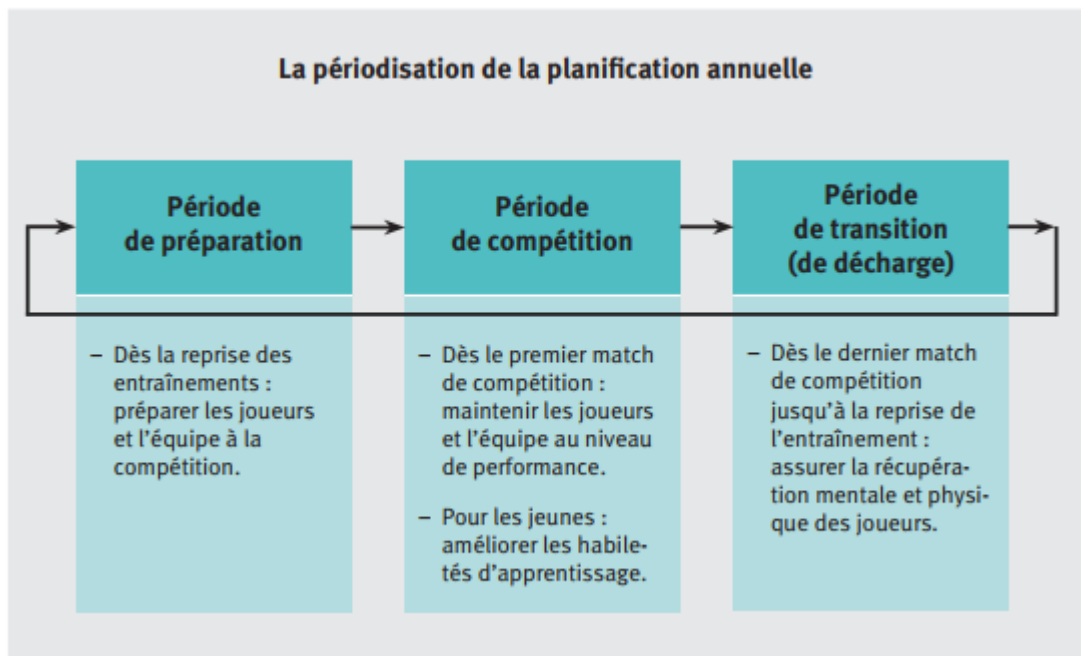 La périodisation de la planification annuelle
Période
de préparation
– Dès la reprise des
entraînements :
préparer les joueurs
et l’équipe à la
compétition.
Période
de compétition
– Dès le premier match
de compétition :
maintenir les joueurs
et l’équipe au niveau
de performance.
– Pour les jeunes :
améliorer les habile-
tés d’apprentissage.
Période
de transition
(de décharge)
– Dès le dernier match
de compétition
jusqu’à la reprise de
l’entraînement :
assurer la récupéra-
tion mentale et physi-
que des joueurs.